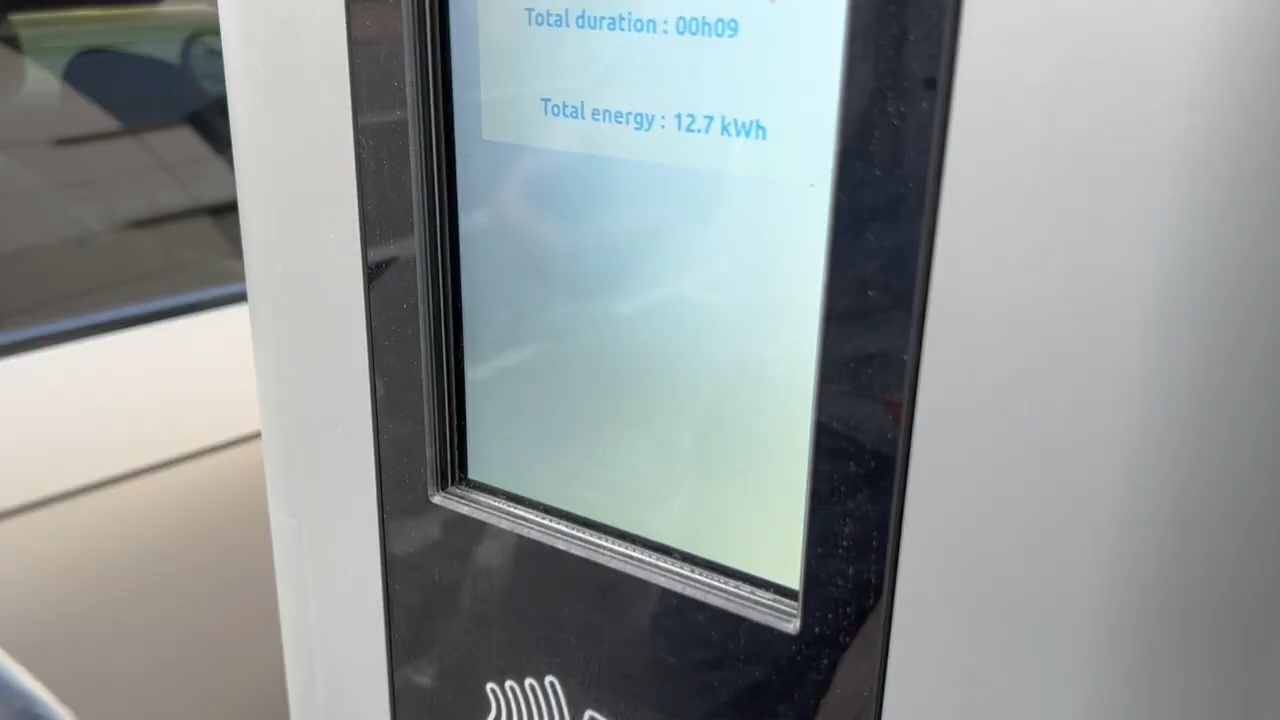 Total duration : 00h09
Total energy : 12.7 kWh